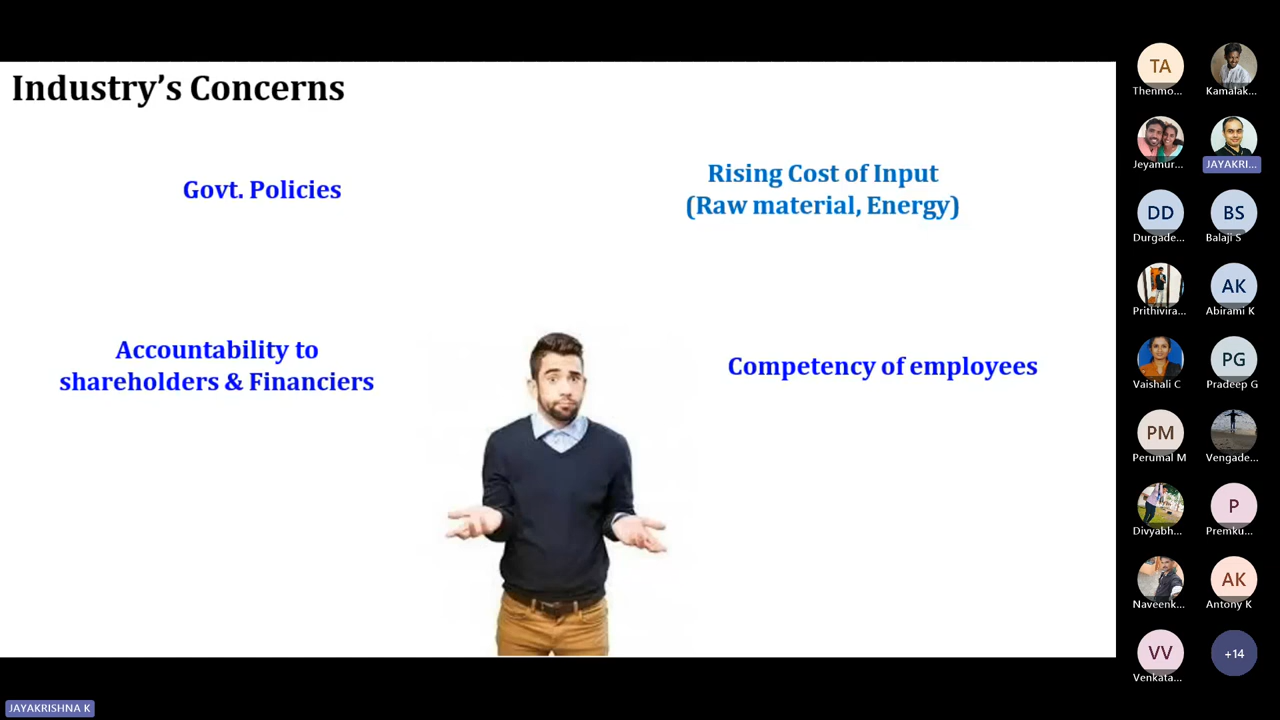 Industry's Concerns
Govt. Policies
Rising Cost of Input
(Raw material, Energy)
Accountability to
shareholders & Financiers
Competency of employees
TA
Thenmo...
Kamalak...
Jeyamur...
JAYAKRI...
DD
Durgade...
BS
Balaji S
Prithivira...
AK
Abirami K
Vaishali C
PG
Pradeep G
PM
Perumal M
Vengade...
Divyabh...
P
Premku...
Naveenk...
AK
Antony K
VV
Venkata...
+14
JAYAKRISHNA K